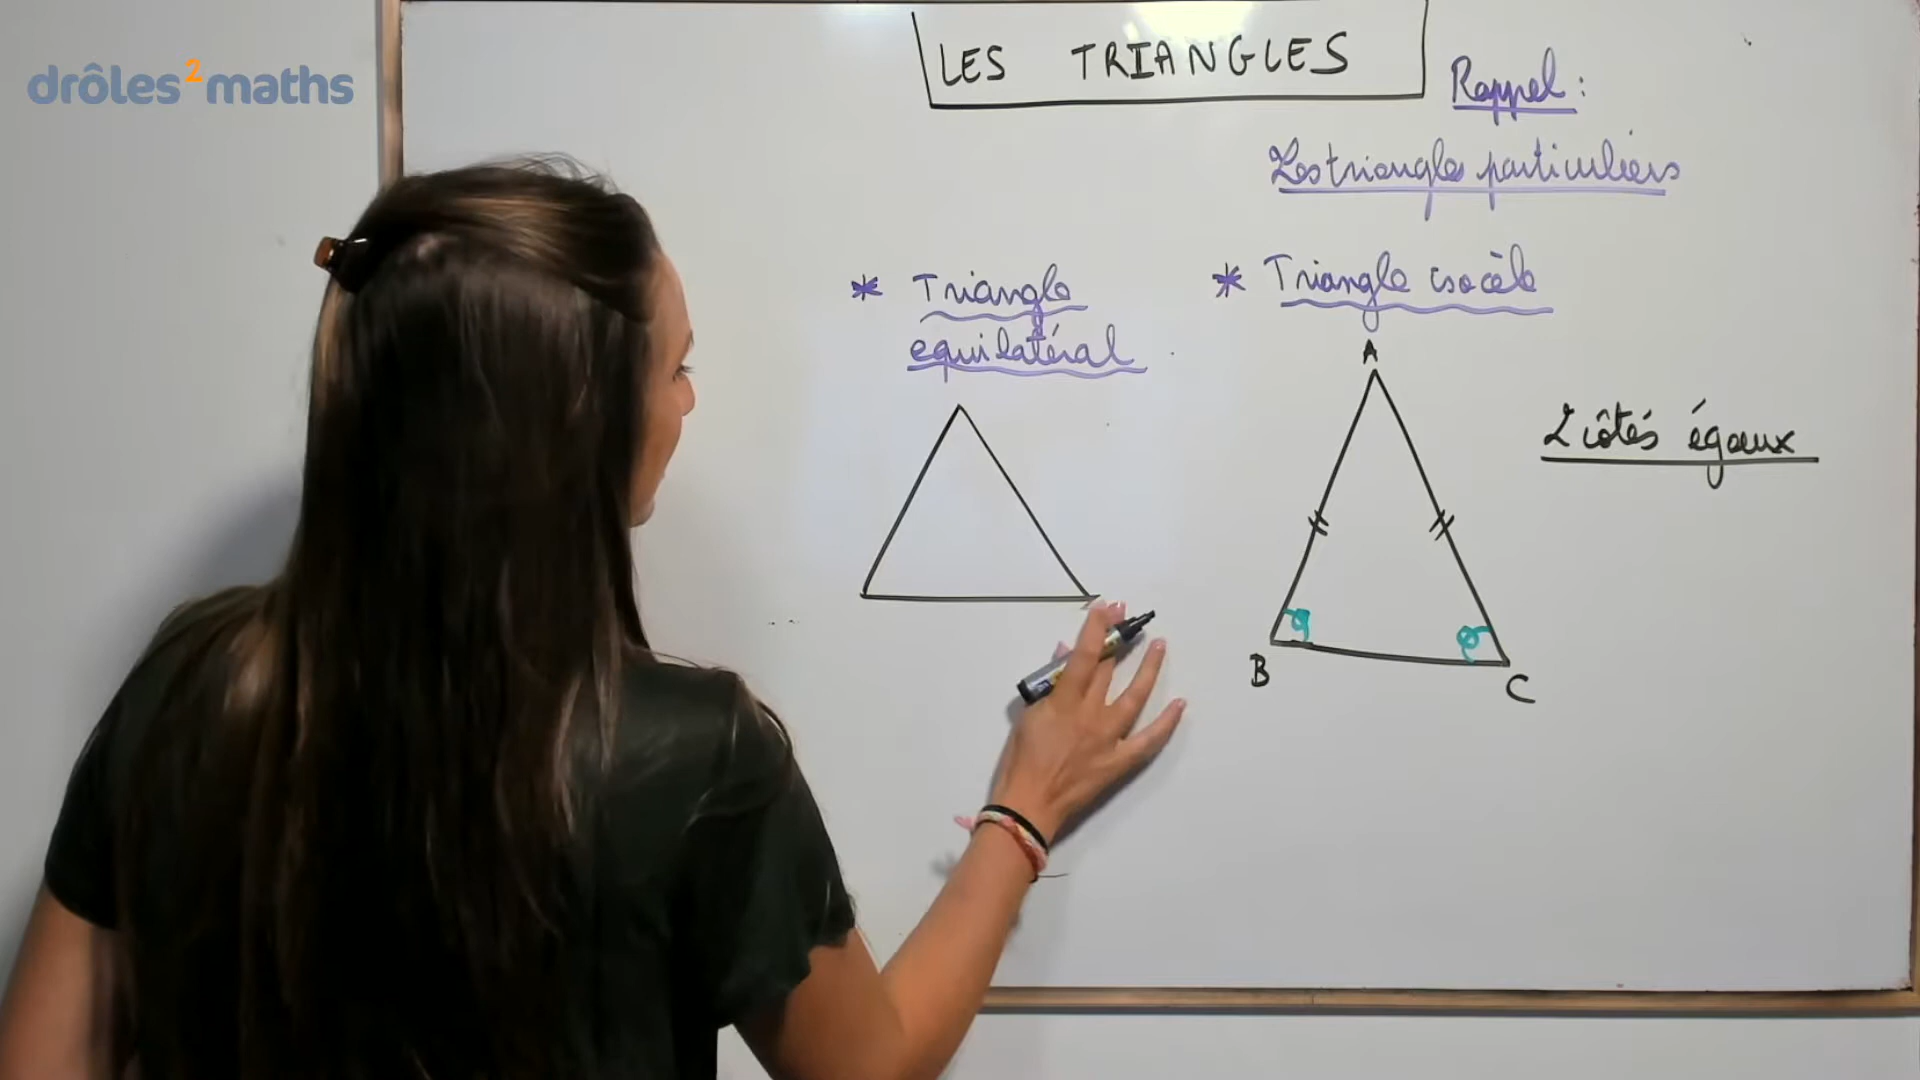 drôles²maths
LES TRIANGLES
Rappel :
Les triangles particuliers
* Triangle
equilatéral
* Triangle isocèle
A
2 côtés égaux
B
C